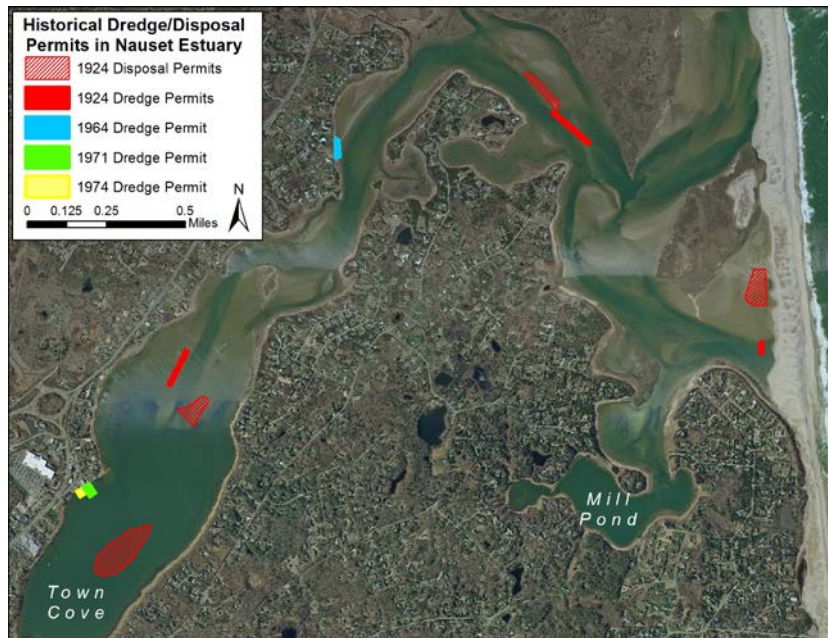 Historical Dredge/Disposal
Permits in Nauset Estuary
1924 Disposal Permits
1924 Dredge Permits
1964 Dredge Permit
1971 Dredge Permit
1974 Dredge Permit
N
0 0.125 0.25 0.5
Miles
Mill
Pond
Town
Cove